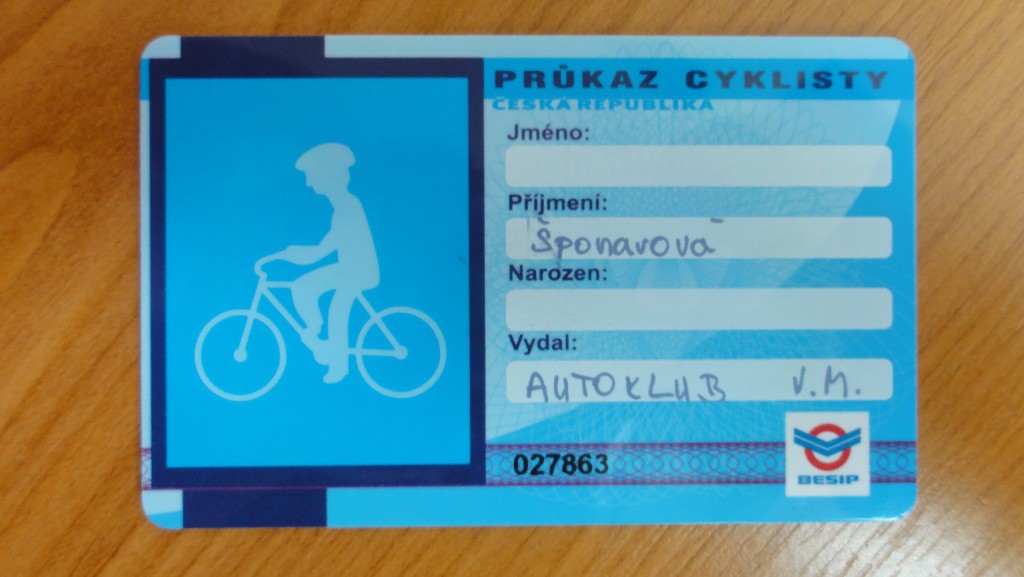 PRŮKAZ CYKLISTY
ČESKÁ REPUBLIKA
Jméno:
Příjmení:
Šponarová
Narozen:
Vydal:
AUTOKLUB V.M.
027863
BESIP